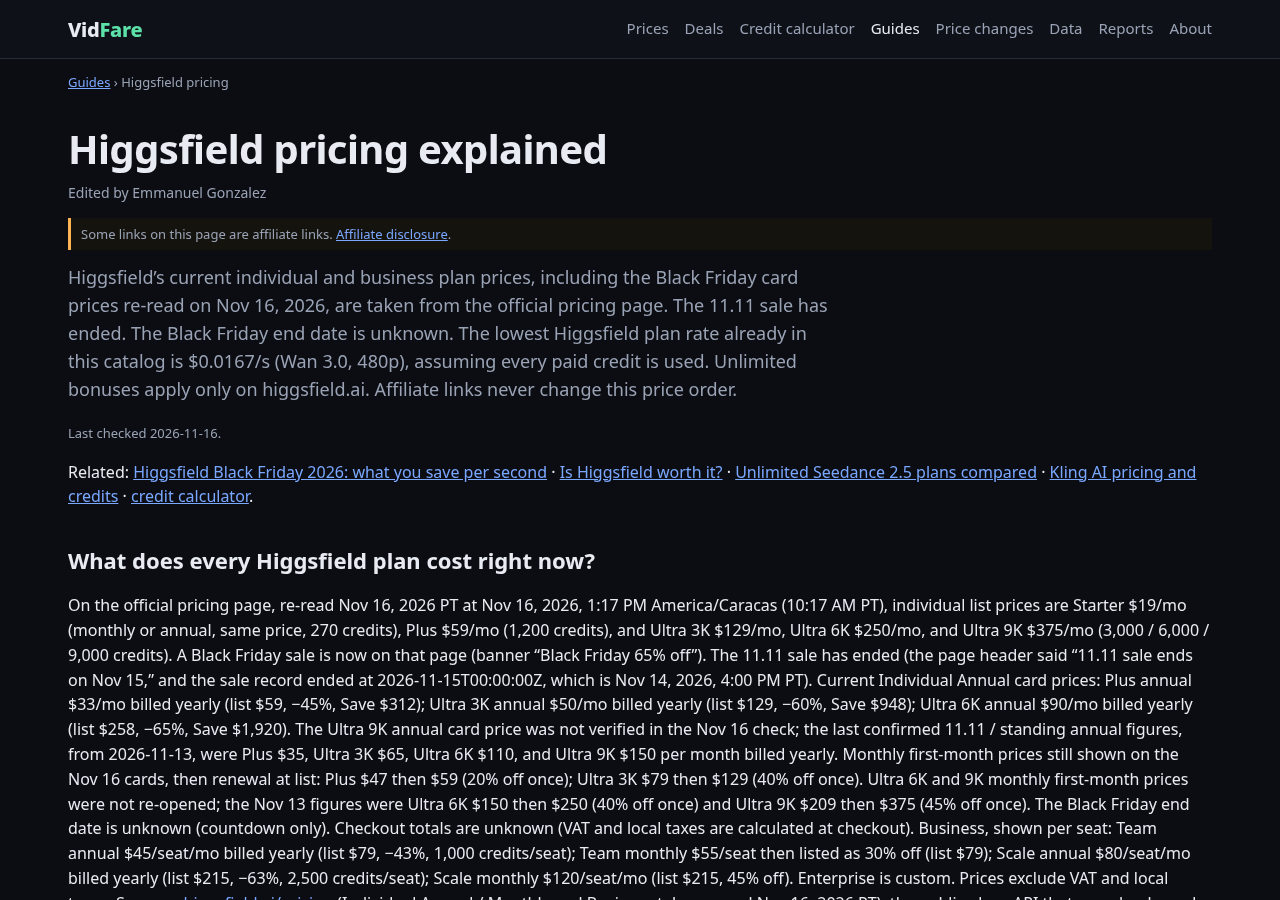 VidFare
Prices Deals Credit calculator Guides Price changes Data Reports About
Guides › Higgsfield pricing
Higgsfield pricing explained
Edited by Emmanuel Gonzalez
Some links on this page are affiliate links. Affiliate disclosure.
Higgsfield’s current individual and business plan prices, including the Black Friday card
prices re-read on Nov 16, 2026, are taken from the official pricing page. The 11.11 sale has
ended. The Black Friday end date is unknown. The lowest Higgsfield plan rate already in
this catalog is $0.0167/s (Wan 3.0, 480p), assuming every paid credit is used. Unlimited
bonuses apply only on higgsfield.ai. Affiliate links never change this price order.
Last checked 2026-11-16.
Related: Higgsfield Black Friday 2026: what you save per second · Is Higgsfield worth it? · Unlimited Seedance 2.5 plans compared · Kling AI pricing and
credits · credit calculator.
What does every Higgsfield plan cost right now?
On the official pricing page, re-read Nov 16, 2026 PT at Nov 16, 2026, 1:17 PM America/Caracas (10:17 AM PT), individual list prices are Starter $19/mo
(monthly or annual, same price, 270 credits), Plus $59/mo (1,200 credits), and Ultra 3K $129/mo, Ultra 6K $250/mo, and Ultra 9K $375/mo (3,000 / 6,000 /
9,000 credits). A Black Friday sale is now on that page (banner “Black Friday 65% off”). The 11.11 sale has ended (the page header said “11.11 sale ends
on Nov 15,” and the sale record ended at 2026-11-15T00:00:00Z, which is Nov 14, 2026, 4:00 PM PT). Current Individual Annual card prices: Plus annual
$33/mo billed yearly (list $59, −45%, Save $312); Ultra 3K annual $50/mo billed yearly (list $129, −60%, Save $948); Ultra 6K annual $90/mo billed yearly
(list $258, −65%, Save $1,920). The Ultra 9K annual card price was not verified in the Nov 16 check; the last confirmed 11.11 / standing annual figures,
from 2026-11-13, were Plus $35, Ultra 3K $65, Ultra 6K $110, and Ultra 9K $150 per month billed yearly. Monthly first-month prices still shown on the
Nov 16 cards, then renewal at list: Plus $47 then $59 (20% off once); Ultra 3K $79 then $129 (40% off once). Ultra 6K and 9K monthly first-month prices
were not re-opened; the Nov 13 figures were Ultra 6K $150 then $250 (40% off once) and Ultra 9K $209 then $375 (45% off once). The Black Friday end
date is unknown (countdown only). Checkout totals are unknown (VAT and local taxes are calculated at checkout). Business, shown per seat: Team
annual $45/seat/mo billed yearly (list $79, −43%, 1,000 credits/seat); Team monthly $55/seat then listed as 30% off (list $79); Scale annual $80/seat/mo
billed yearly (list $215, −63%, 2,500 credits/seat); Scale monthly $120/seat/mo (list $215, 45% off). Enterprise is custom. Prices exclude VAT and local